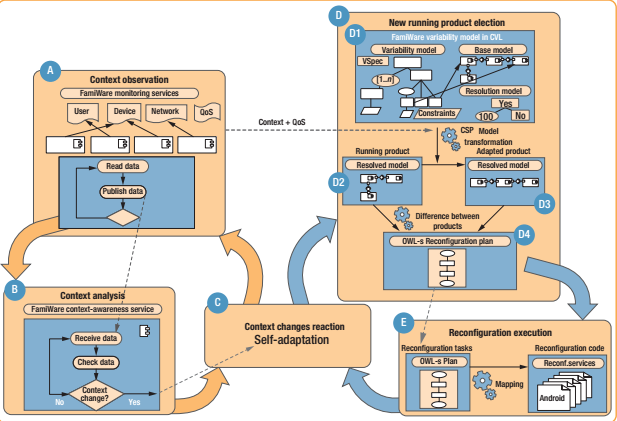 A
Context observation
FamiWare monitoring services
User
Device
Network
QoS
Read data
Publish data
Context + QoS
B
Context analysis
FamiWare context-awareness service
Receive data
Check data
Context
change?
No
Yes
C
Context changes reaction
Self-adaptation
D
New running product election
D1
FamiWare variability model in CVL
Variability model
Base model
VSpec
1..n
Resolution model
Yes
100
No
Constraints
CSP Model
transformation
Running product
Adapted product
Resolved model
Resolved model
D2
D3
Difference between
products
D4
OWL-s Reconfiguration plan
E
Reconfiguration execution
Reconfiguration tasks
Reconfiguration code
OWL-s Plan
Reconf.services
Mapping
Android